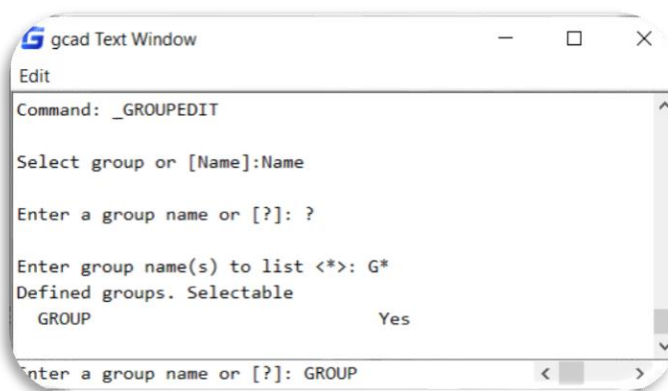 gcad Text Window
Edit
Command: _GROUPEDIT
Select group or [Name]:Name
Enter a group name or [?]: ?
Enter group name(s) to list <*>: G*
Defined groups. Selectable
GROUP Yes
Enter a group name or [?]: GROUP